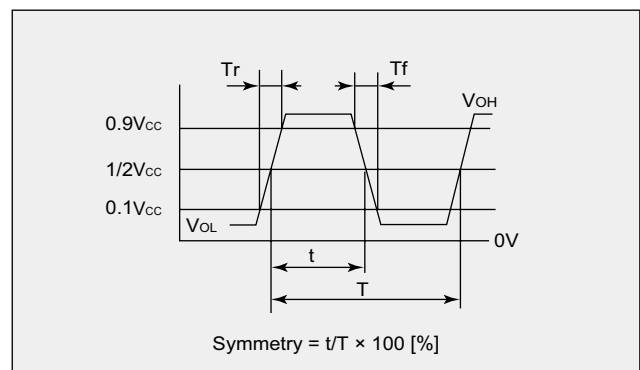 Tr
Tf
VOH
0.9Vcc
1/2Vcc
0.1Vcc
VOL
0V
t
T
Symmetry = t/T × 100 [%]